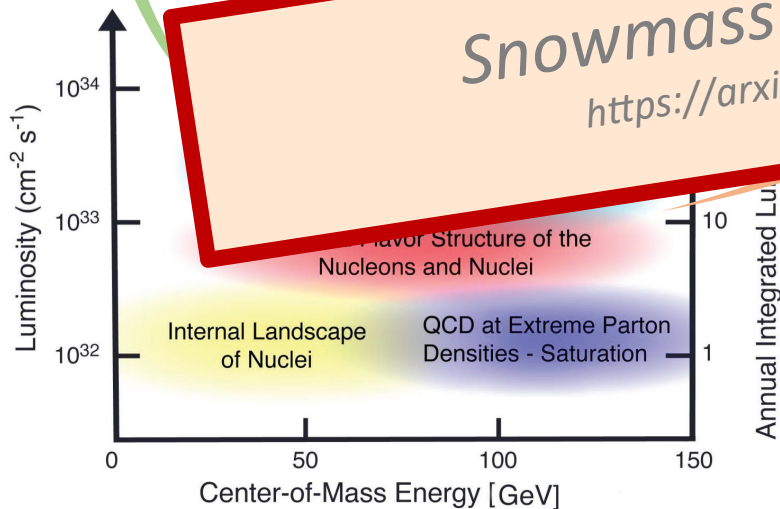 Snowmass
https://arxi
10³⁴
Luminosity (cm⁻² s⁻¹)
10³³
10
Flavor Structure of the
Nucleons and Nuclei
Internal Landscape
of Nuclei
QCD at Extreme Parton
Densities - Saturation
10³²
1
Annual Integrated Lu
0
50
100
150
Center-of-Mass Energy [GeV]